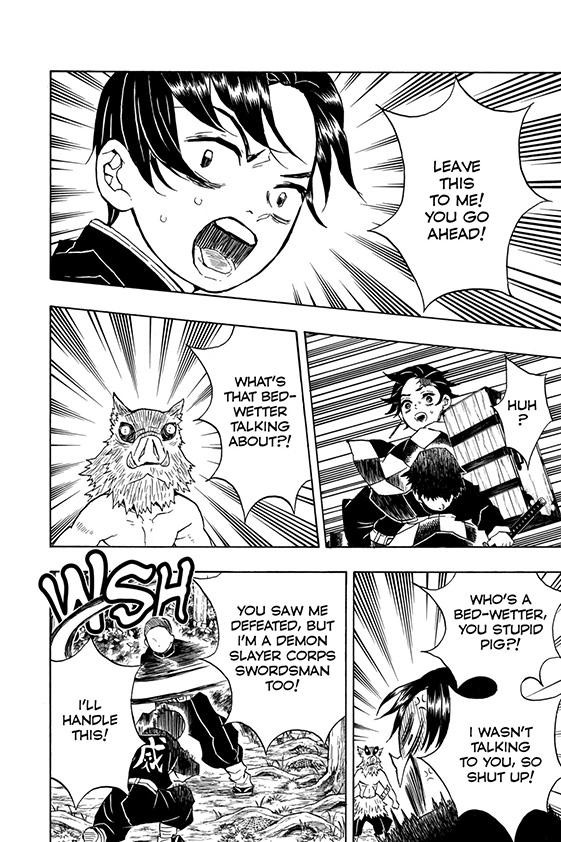 LEAVE
THIS
TO ME!
YOU GO
AHEAD!
HUH
?
WHAT'S
THAT BED-
WETTER
TALKING
ABOUT?!
WHO'S A
BED-WETTER,
YOU STUPID
PIG?!
I WASN'T
TALKING
TO YOU, SO
SHUT UP!
YOU SAW ME
DEFEATED, BUT
I'M A DEMON
SLAYER CORPS
SWORDSMAN
TOO!
WSH
I'LL
HANDLE
THIS!
滅